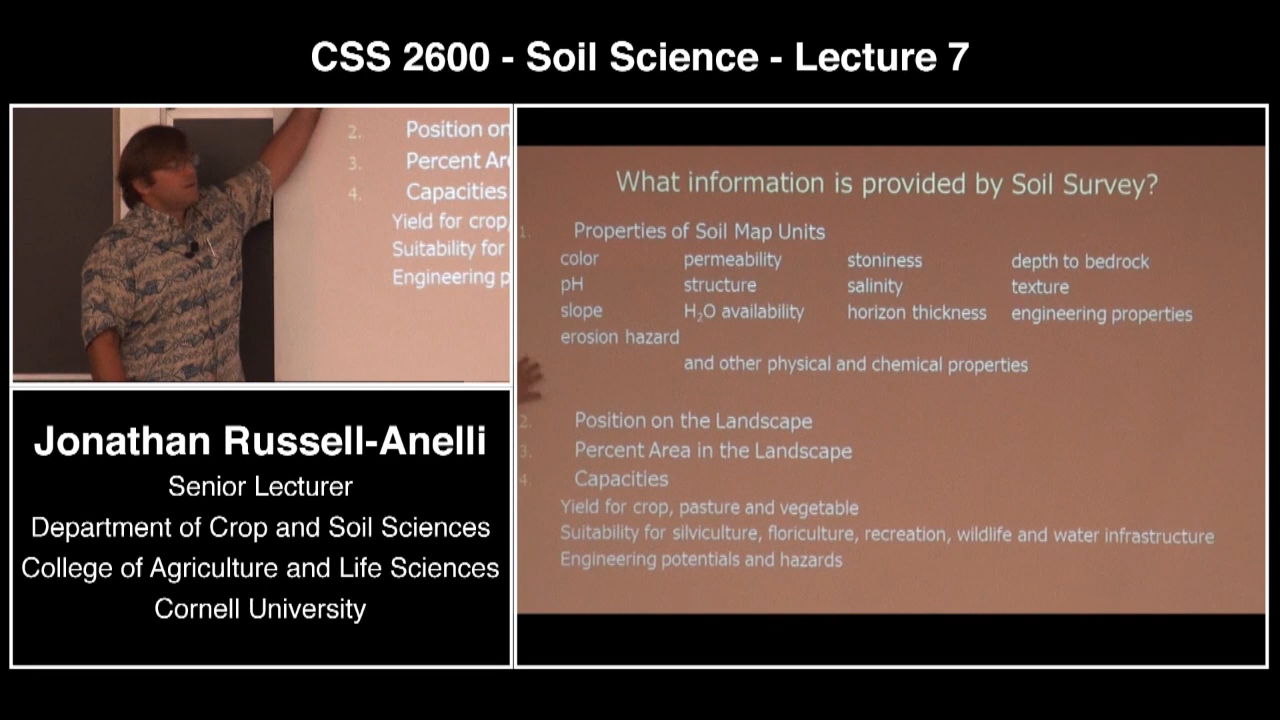 CSS 2600 - Soil Science - Lecture 7
2. Position on
3. Percent Are
4. Capacities
Yield for crop,
Suitability for
Engineering p
Jonathan Russell-Anelli
Senior Lecturer
Department of Crop and Soil Sciences
College of Agriculture and Life Sciences
Cornell University
What information is provided by Soil Survey?
1. Properties of Soil Map Units
color permeability stoniness depth to bedrock
pH structure salinity texture
slope H₂O availability horizon thickness engineering properties
erosion hazard
and other physical and chemical properties
2. Position on the Landscape
3. Percent Area in the Landscape
4. Capacities
Yield for crop, pasture and vegetable
Suitability for silviculture, floriculture, recreation, wildlife and water infrastructure
Engineering potentials and hazards